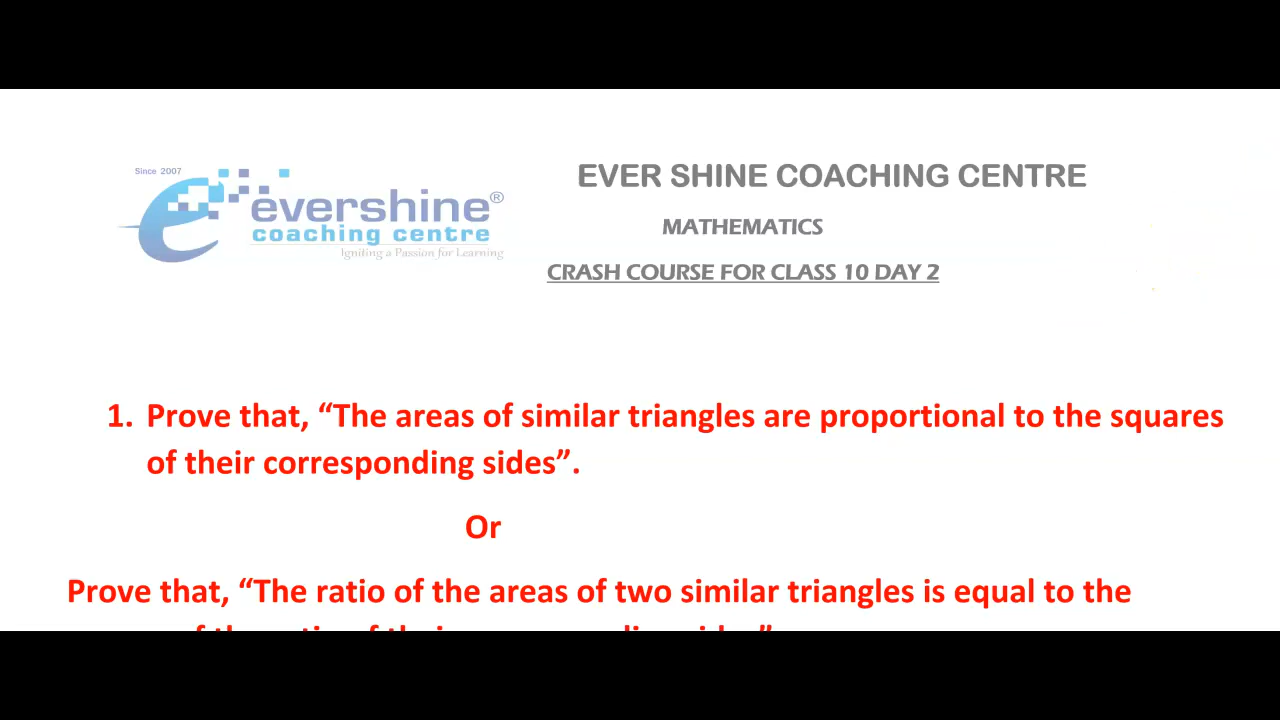 Since 2007
evershine®
coaching centre
Igniting a Passion for Learning
EVER SHINE COACHING CENTRE
MATHEMATICS
CRASH COURSE FOR CLASS 10 DAY 2
1. Prove that, “The areas of similar triangles are proportional to the squares
of their corresponding sides”.
Or
Prove that, “The ratio of the areas of two similar triangles is equal to the